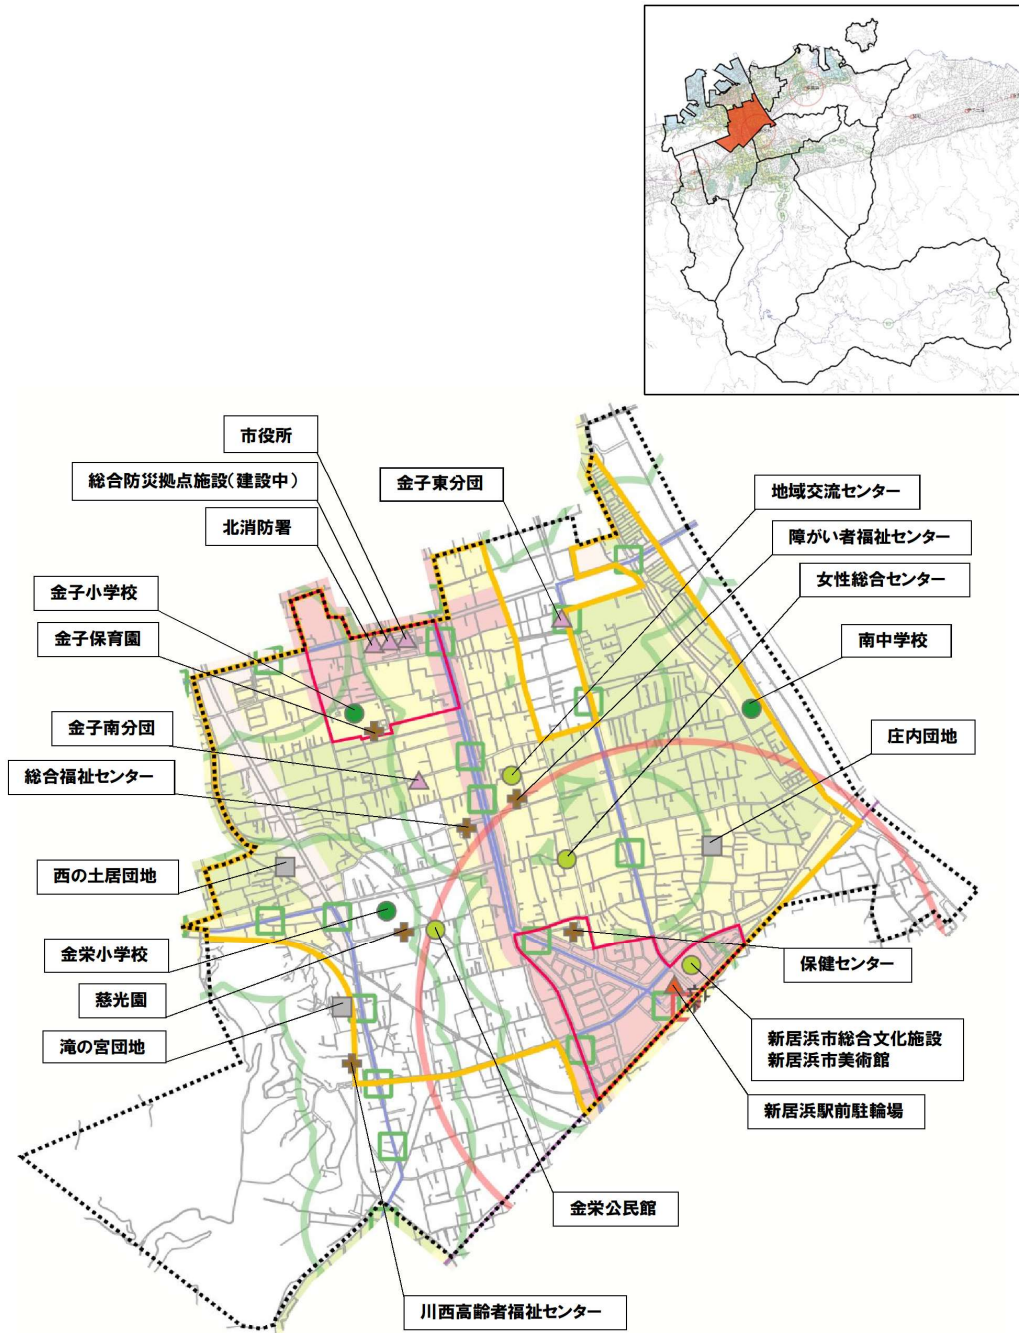 市役所
総合防災拠点施設（建設中）
北消防署
金子東分団
地域交流センター
障がい者福祉センター
女性総合センター
金子小学校
金子保育園
南中学校
金子南分団
庄内団地
総合福祉センター
西の土居団地
金栄小学校
保健センター
慈光園
滝の宮団地
新居浜市総合文化施設
新居浜市美術館
新居浜駅前駐輪場
金栄公民館
川西高齢者福祉センター